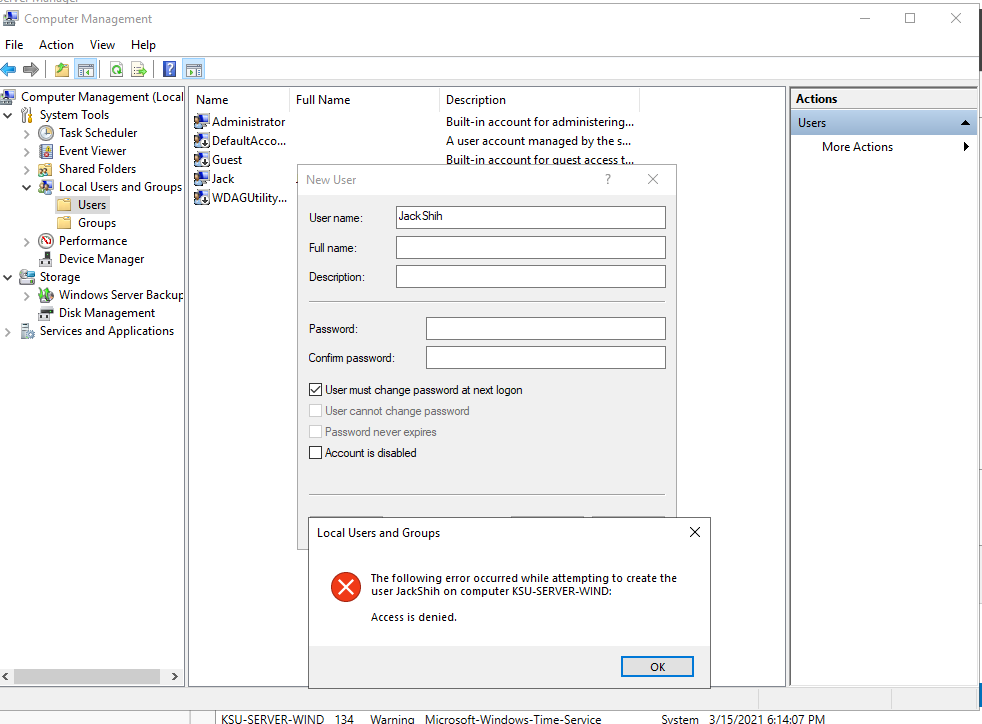 Server Manager
Computer Management
File Action View Help
Computer Management (Local
System Tools
Task Scheduler
Event Viewer
Shared Folders
Local Users and Groups
Users
Groups
Performance
Device Manager
Storage
Windows Server Backup
Disk Management
Services and Applications
Name Full Name Description
Administrator Built-in account for administering...
DefaultAcco... A user account managed by the s...
Guest Built-in account for guest access t...
Jack
WDAGUtility...
Actions
Users
More Actions
New User ?
User name: JackShih
Full name:
Description:
Password:
Confirm password:
User must change password at next logon
User cannot change password
Password never expires
Account is disabled
Local Users and Groups
The following error occurred while attempting to create the
user JackShih on computer KSU-SERVER-WIND:
Access is denied.
OK
KSU-SERVER-WIND 134 Warning Microsoft-Windows-Time-Service System 3/15/2021 6:14:07 PM